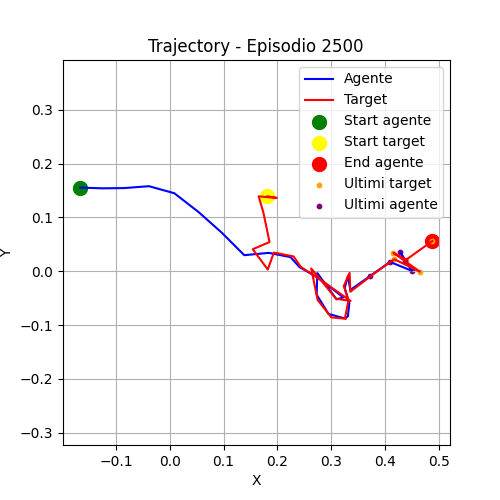 Trajectory - Episodio 2500
Agente
Target
Start agente
Start target
End agente
Ultimi target
Ultimi agente
0.3
0.2
0.1
0.0
−0.1
−0.2
−0.3
Y
−0.1
0.0
0.1
0.2
0.3
0.4
0.5
X